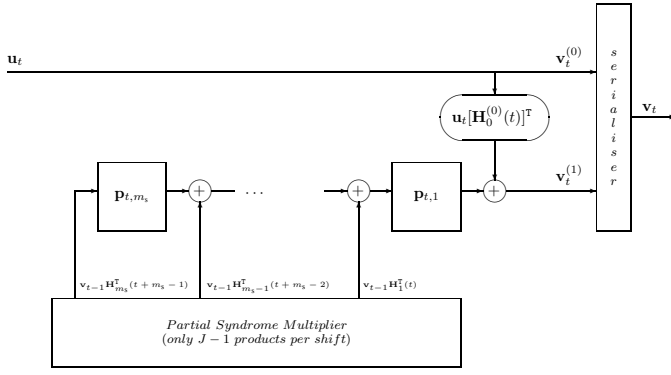 𝐮_t
𝐯_t^(0)
serialiser
𝐯_t
𝐮_t[𝐇_0^(0)(t)]^𝚃
𝐯_t^(1)
𝐩_{t,m_s}
+
...
+
𝐩_{t,1}
+
𝐯_{t−1}𝐇_{m_s}^𝚃(t + m_s − 1)
𝐯_{t−1}𝐇_{m_s−1}^𝚃(t + m_s − 2)
𝐯_{t−1}𝐇_1^𝚃(t)
Partial Syndrome Multiplier
(only J − 1 products per shift)